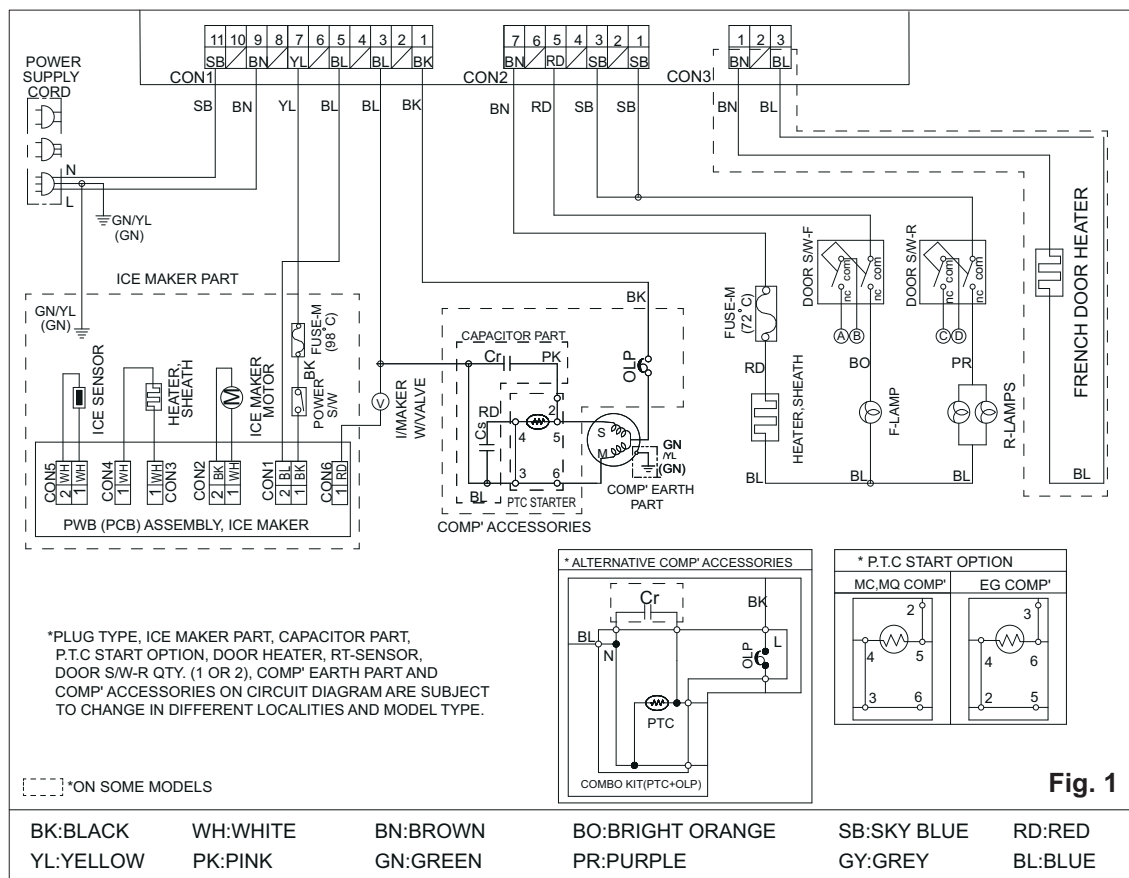 11 10 9 8 7 6 5 4 3 2 1
SB BN YL BL BL BK
CON1
7 6 5 4 3 2 1
BN RD SB SB
CON2
1 2 3
BN BL
CON3
POWER
SUPPLY
CORD
SB BN YL BL BL BK
BN RD SB SB
BN BL
N
L
GN/YL
(GN)
GN/YL
(GN)
ICE MAKER PART
FUSE-M
(98˚C)
BK
POWER
S/W
ICE SENSOR
HEATER,
SHEATH
M
ICE MAKER
MOTOR
CON5
2 WH
1 WH
CON4
1 WH
1 WH
CON3
CON2
2 BK
1 WH
CON1
2 BL
1 BK
CON6
1 RD
PWB (PCB) ASSEMBLY, ICE MAKER
V
I/MAKER
W/VALVE
CAPACITOR PART
Cr
PK
RD
Cs
2
4 5
3 6
BL
PTC STARTER
COMP' ACCESSORIES
BK
OLP
S
M
GN
/YL
(GN)
COMP' EARTH
PART
FUSE-M
(72˚C)
RD
HEATER,SHEATH
BL
DOOR S/W-F
com
com
nc
nc
A B
BO
F-LAMP
BL
DOOR S/W-R
com
com
nc
nc
C D
PR
R-LAMPS
BL
FRENCH DOOR HEATER
BL
* ALTERNATIVE COMP' ACCESSORIES
Cr
BK
BL
N
L
OLP
PTC
COMBO KIT(PTC+OLP)
* P.T.C START OPTION
MC,MQ COMP' EG COMP'
2
4 5
3 6
3
4 6
2 5
*PLUG TYPE, ICE MAKER PART, CAPACITOR PART,
P.T.C START OPTION, DOOR HEATER, RT-SENSOR,
DOOR S/W-R QTY. (1 OR 2), COMP' EARTH PART AND
COMP' ACCESSORIES ON CIRCUIT DIAGRAM ARE SUBJECT
TO CHANGE IN DIFFERENT LOCALITIES AND MODEL TYPE.
*ON SOME MODELS
Fig. 1
BK:BLACK WH:WHITE BN:BROWN BO:BRIGHT ORANGE SB:SKY BLUE RD:RED
YL:YELLOW PK:PINK GN:GREEN PR:PURPLE GY:GREY BL:BLUE